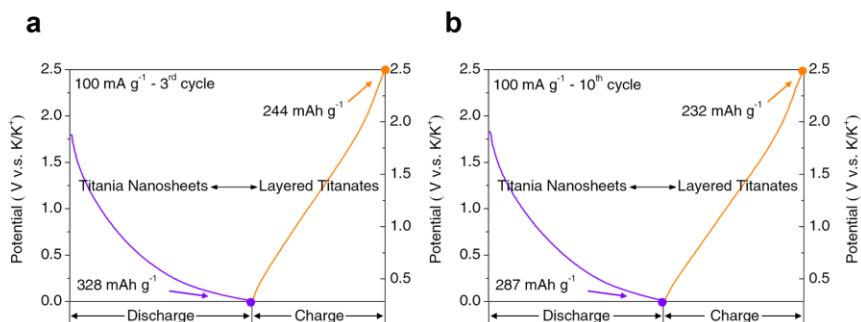 a
b
100 mA g⁻¹ - 3ʳᵈ cycle
244 mAh g⁻¹
Titania Nanosheets
Layered Titanates
328 mAh g⁻¹
Discharge
Charge
Potential ( V v.s. K/K⁺)
2.5
2.0
1.5
1.0
0.5
0.0
2.5
2.0
1.5
1.0
0.5
100 mA g⁻¹ - 10ᵗʰ cycle
232 mAh g⁻¹
Titania Nanosheets
Layered Titanates
287 mAh g⁻¹
Discharge
Charge
Potential ( V v.s. K/K⁺)
2.5
2.0
1.5
1.0
0.5
0.0
2.5
2.0
1.5
1.0
0.5
Potential ( V v.s. K/K⁺)